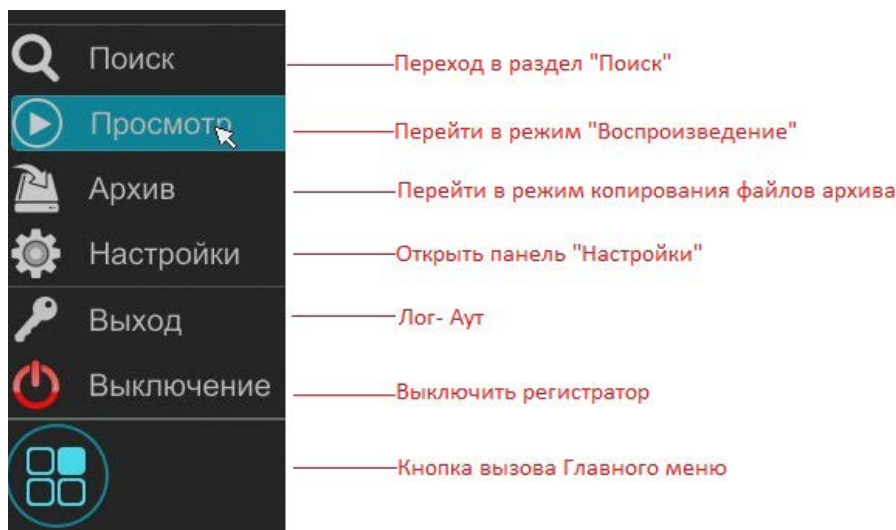 Поиск Переход в раздел "Поиск"
Просмотр Перейти в режим "Воспроизведение"
Архив Перейти в режим копирования файлов архива
Настройки Открыть панель "Настройки"
Выход Лог- Аут
Выключение Выключить регистратор
Кнопка вызова Главного меню